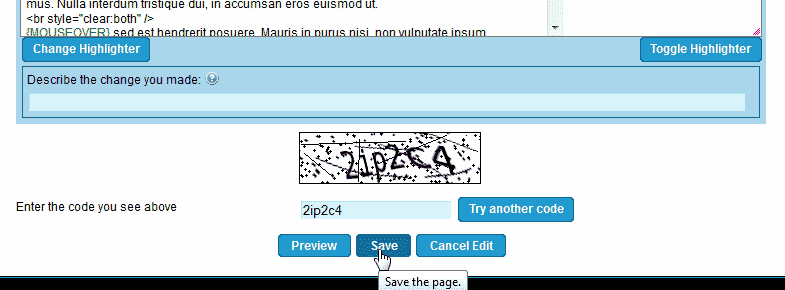 mus. Nulla interdum tristique dui, in accumsan eros euismod ut.
<br style="clear:both" />
{MOUSEOVER} sed est hendrerit posuere. Mauris in purus nisi, non vulputate ipsum
Change Highlighter
Toggle Highlighter
Describe the change you made:
2ip2c4
Enter the code you see above
2ip2c4
Try another code
Preview
Save
Cancel Edit
Save the page.